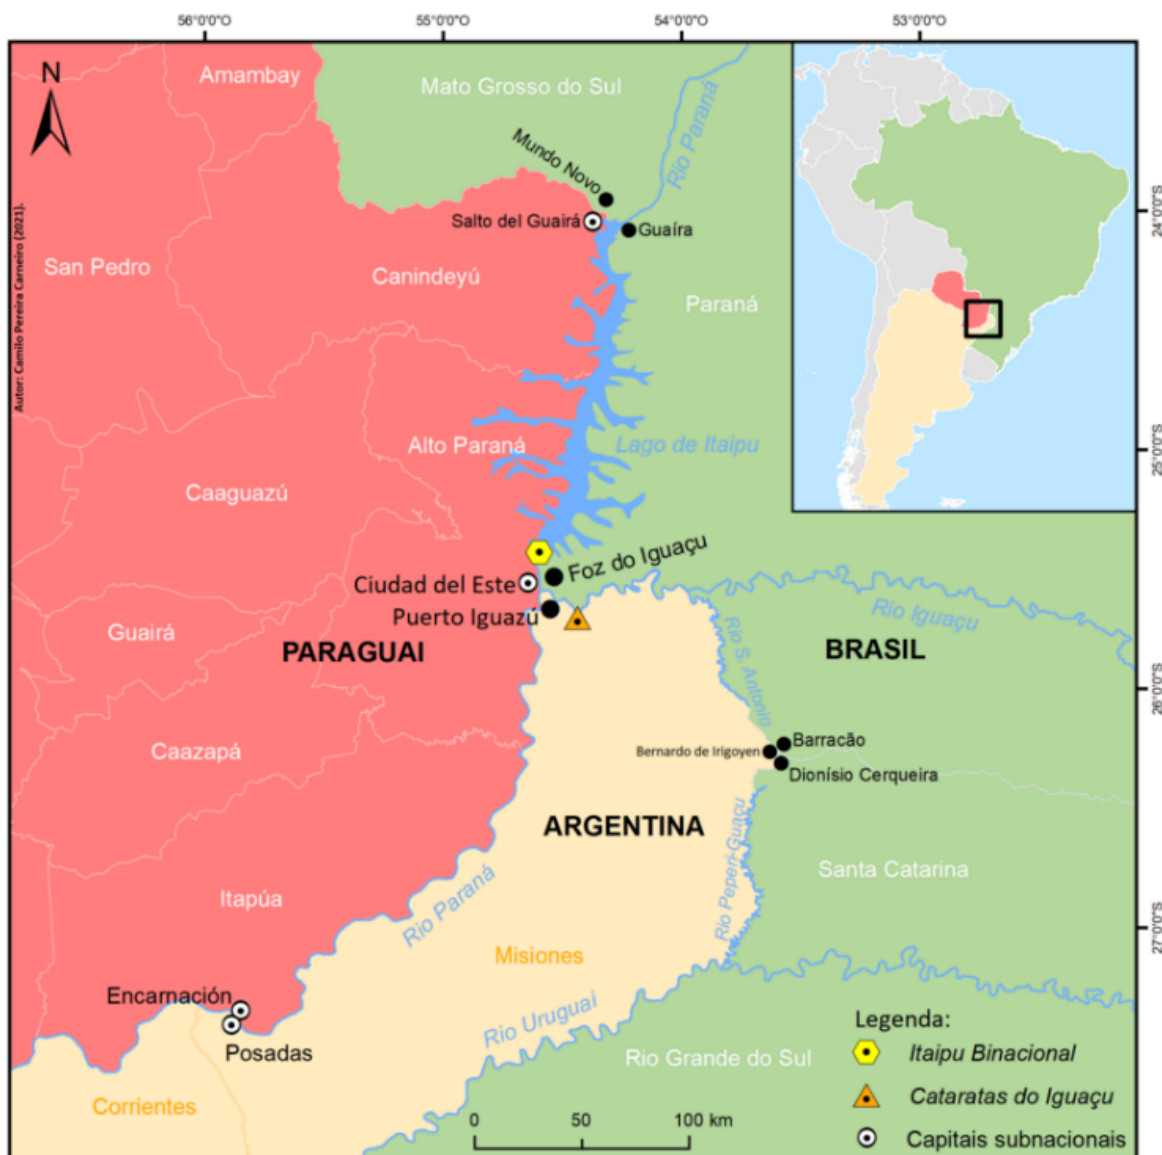 56°0'0"O
55°0'0"O
54°0'0"O
53°0'0"O
N
Amambay
Mato Grosso do Sul
Rio Paraná
Mundo Novo
24°0'0"S
Salto del Guairá
Guaíra
Autor: Camilo Pereira Carneiro (2021).
San Pedro
Canindeyú
Paraná
Alto Paraná
Lago de Itaipu
25°0'0"S
Caaguazú
Foz do Iguaçu
Ciudad del Este
Puerto Iguazú
Rio Iguaçu
Guairá
PARAGUAI
BRASIL
Rio S. Antonio
26°0'0"S
Caazapá
Bernardo de Irigoyen
Barracão
Dionísio Cerqueira
ARGENTINA
Rio Peperi-Guaçu
Santa Catarina
Itapúa
Rio Paraná
27°0'0"S
Misiones
Encarnación
Rio Uruguai
Posadas
Rio Grande do Sul
Corrientes
Legenda:
Itaipu Binacional
Cataratas do Iguaçu
Capitais subnacionais
0 50 100 km